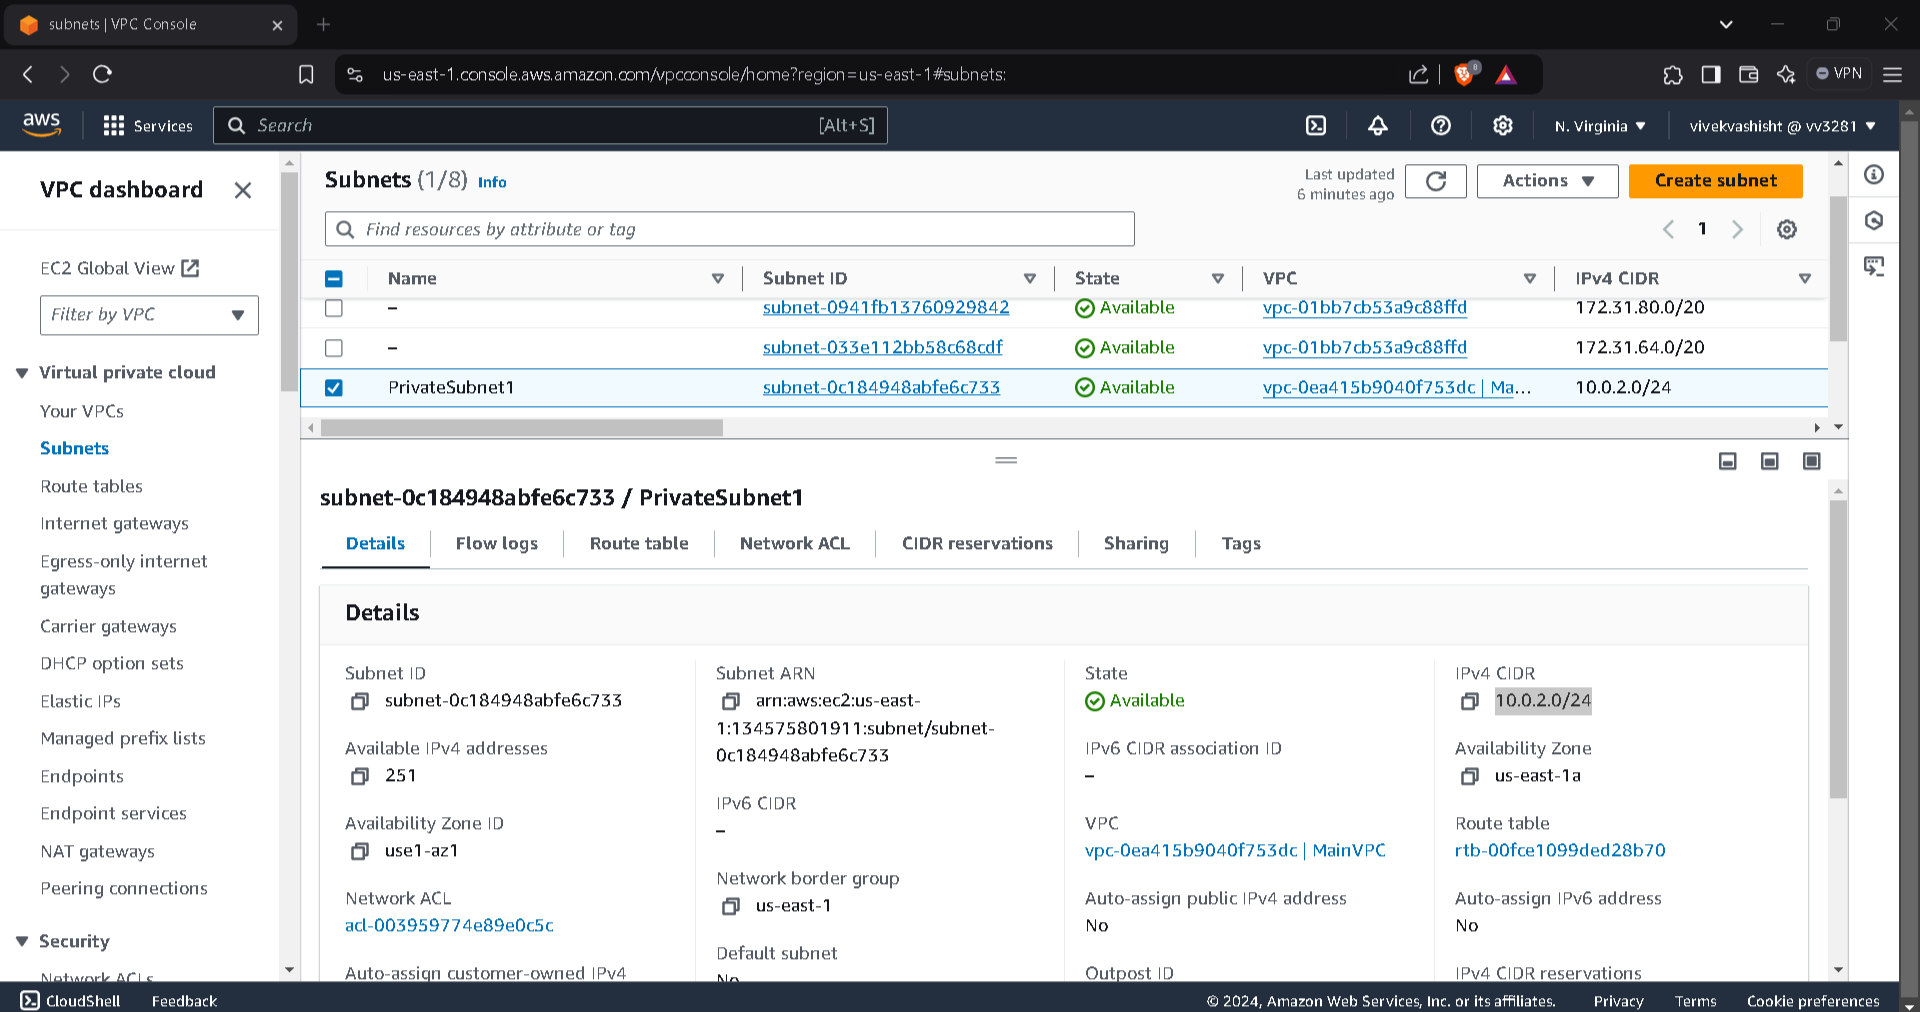 subnets | VPC Console
us-east-1.console.aws.amazon.com/vpcconsole/home?region=us-east-1#subnets:
8
VPN
aws
Services
Search
[Alt+S]
N. Virginia
vivekvashisht @ vv3281
VPC dashboard
EC2 Global View
Filter by VPC
Virtual private cloud
Your VPCs
Subnets
Route tables
Internet gateways
Egress-only internet
gateways
Carrier gateways
DHCP option sets
Elastic IPs
Managed prefix lists
Endpoints
Endpoint services
NAT gateways
Peering connections
Security
Network ACLs
Subnets (1/8) Info
Last updated
6 minutes ago
Actions
Create subnet
Find resources by attribute or tag
1
Name Subnet ID State VPC IPv4 CIDR
– subnet-0941fb13760929842 Available vpc-01bb7cb53a9c88ffd 172.31.80.0/20
– subnet-033e112bb58c68cdf Available vpc-01bb7cb53a9c88ffd 172.31.64.0/20
PrivateSubnet1 subnet-0c184948abfe6c733 Available vpc-0ea415b9040f753dc | Ma... 10.0.2.0/24
subnet-0c184948abfe6c733 / PrivateSubnet1
Details Flow logs Route table Network ACL CIDR reservations Sharing Tags
Details
Subnet ID
subnet-0c184948abfe6c733
Available IPv4 addresses
251
Availability Zone ID
use1-az1
Network ACL
acl-003959774e89e0c5c
Auto-assign customer-owned IPv4
Subnet ARN
arn:aws:ec2:us-east-
1:134575801911:subnet/subnet-
0c184948abfe6c733
IPv6 CIDR
–
Network border group
us-east-1
Default subnet
No
State
Available
IPv6 CIDR association ID
–
VPC
vpc-0ea415b9040f753dc | MainVPC
Auto-assign public IPv4 address
No
Outpost ID
IPv4 CIDR
10.0.2.0/24
Availability Zone
us-east-1a
Route table
rtb-00fce1099ded28b70
Auto-assign IPv6 address
No
IPv4 CIDR reservations
CloudShell
Feedback
© 2024, Amazon Web Services, Inc. or its affiliates.
Privacy
Terms
Cookie preferences